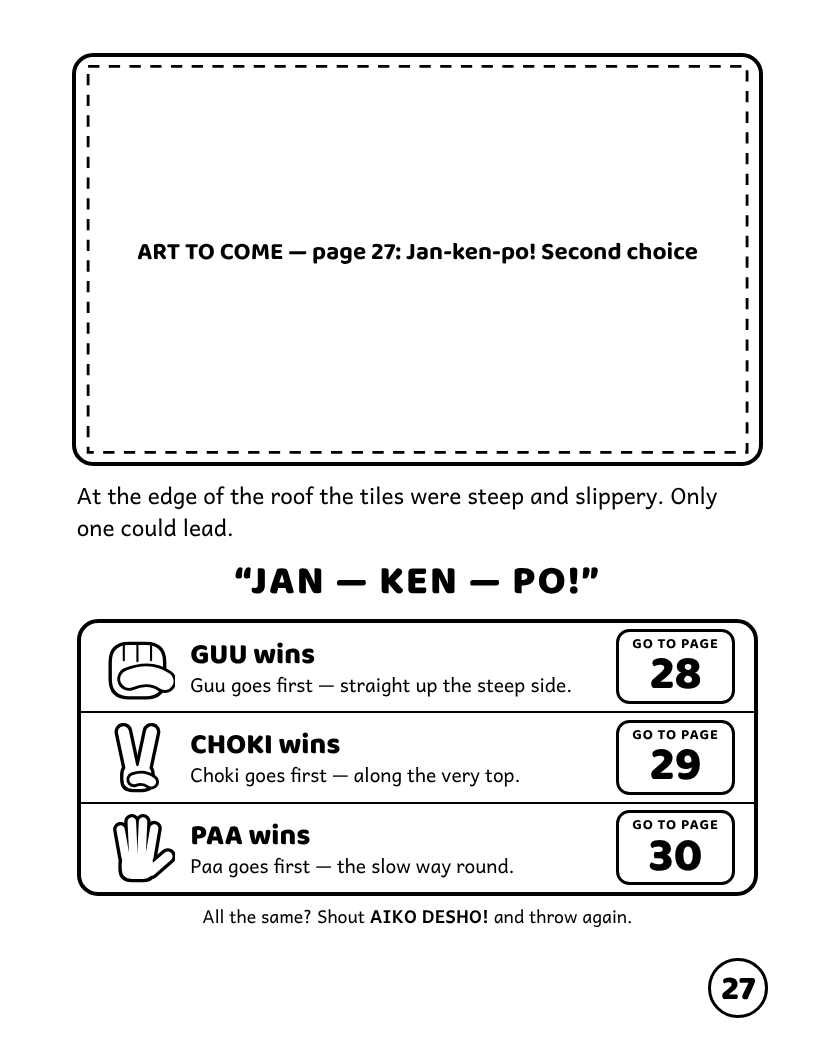 ART TO COME — page 27: Jan-ken-po! Second choice
At the edge of the roof the tiles were steep and slippery. Only
one could lead.
“JAN — KEN — PO!”
GUU wins
Guu goes first — straight up the steep side.
GO TO PAGE
28
CHOKI wins
Choki goes first — along the very top.
GO TO PAGE
29
PAA wins
Paa goes first — the slow way round.
GO TO PAGE
30
All the same? Shout AIKO DESHO! and throw again.
27